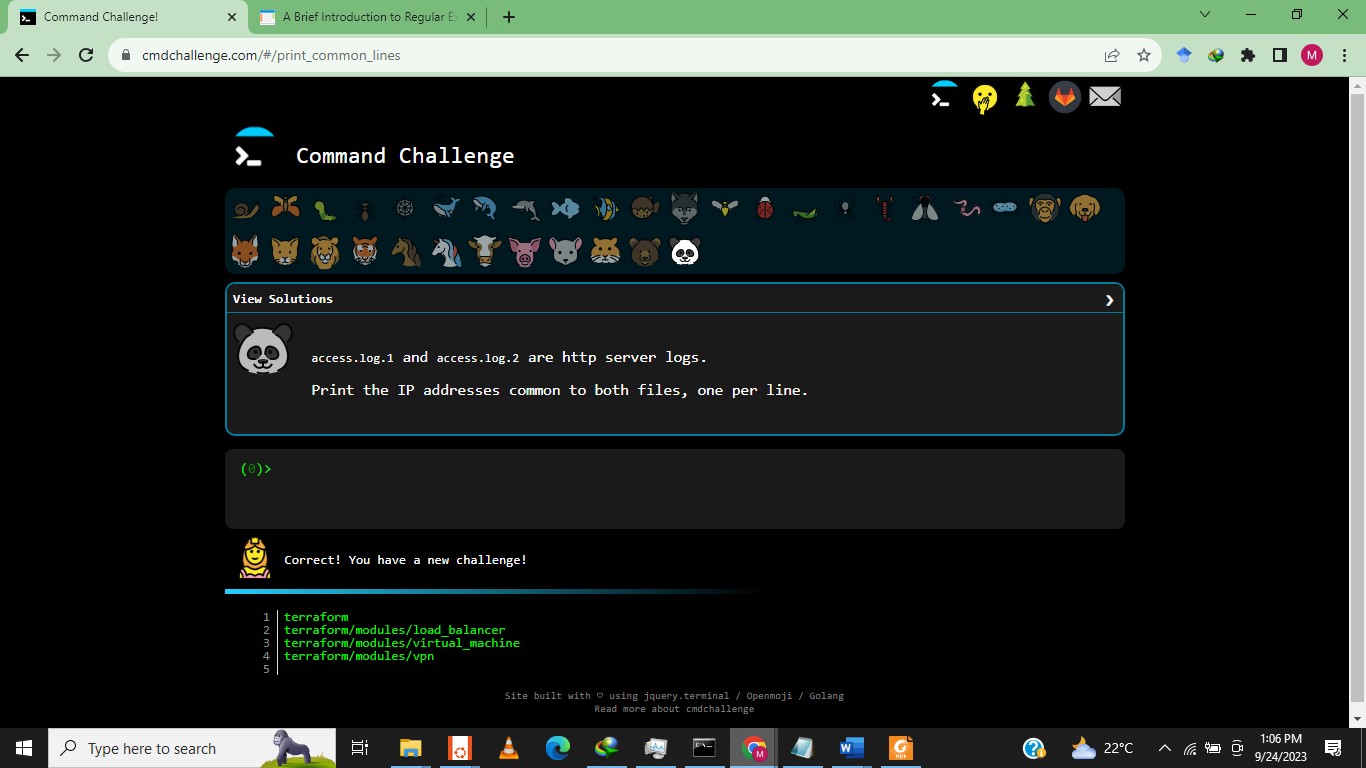 Command Challenge!
A Brief Introduction to Regular Ex
cmdchallenge.com/#/print_common_lines
M
Command Challenge
View Solutions
access.log.1 and access.log.2 are http server logs.
Print the IP addresses common to both files, one per line.
(0)>
Correct! You have a new challenge!
1 terraform
2 terraform/modules/load_balancer
3 terraform/modules/virtual_machine
4 terraform/modules/vpn
5
Site built with ♡ using jquery.terminal / Openmoji / Golang
Read more about cmdchallenge
Type here to search
22°C
1:06 PM
9/24/2023